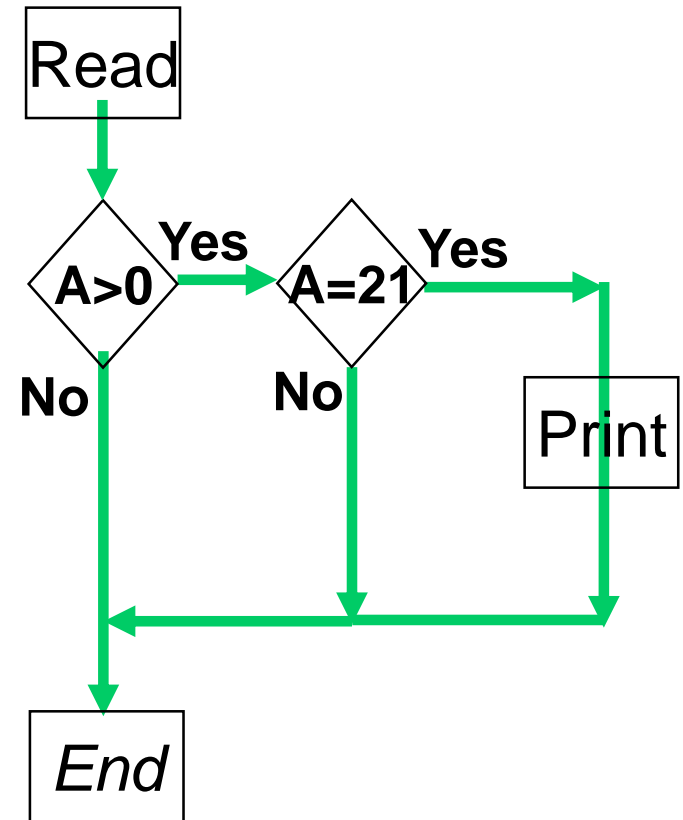 Read
Yes
Yes
A>0
A=21
No
No
Print
End